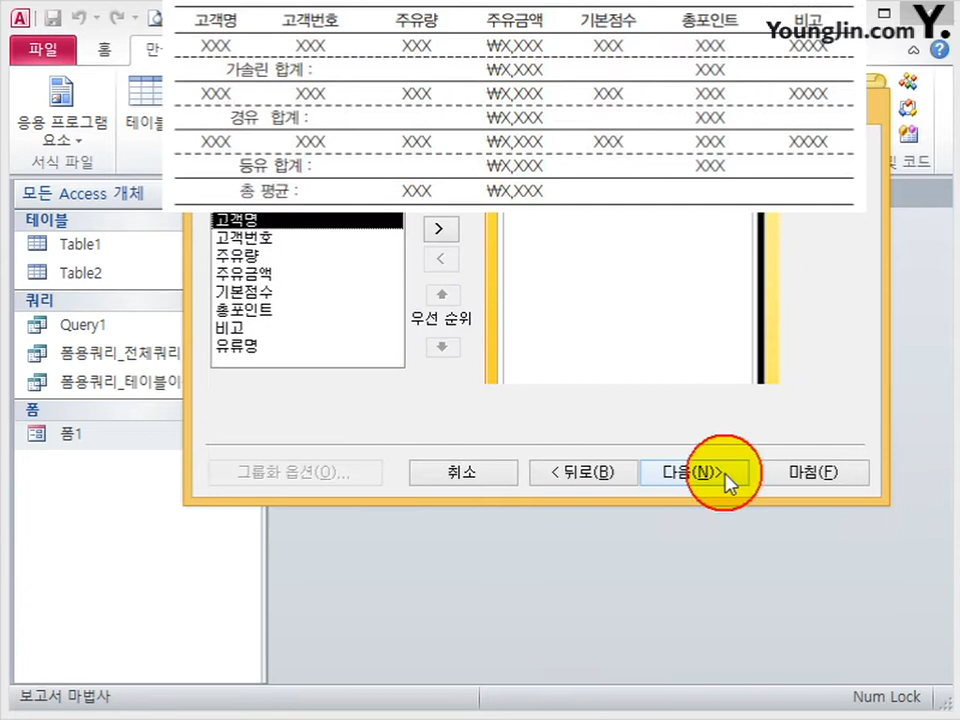 고객명 고객번호 주유량 주유금액 기본점수 총포인트 비고
YoungJin.com Y.
XXX XXX XXX ₩X,XXX XXX XXX XXXX
가솔린 합계 : ₩X,XXX XXX
XXX XXX XXX ₩X,XXX XXX XXX XXXX
경유 합계 : ₩X,XXX XXX
XXX XXX XXX ₩X,XXX XXX XXX XXXX
등유 합계 : ₩X,XXX XXX
총 평균 : XXX ₩X,XXX
파일 홈
응용 프로그램
요소
서식 파일
및 코드
모든 Access 개체
테이블
Table1
Table2
쿼리
Query1
폼용쿼리_전체쿼리
폼용쿼리_테이블이
폼
폼1
고객명
고객번호
주유량
주유금액
기본점수
총포인트
비고
유류명
>
<
우선 순위
그룹화 옵션(O)...
취소
< 뒤로(B)
다음(N)>
마침(F)
보고서 마법사
Num Lock